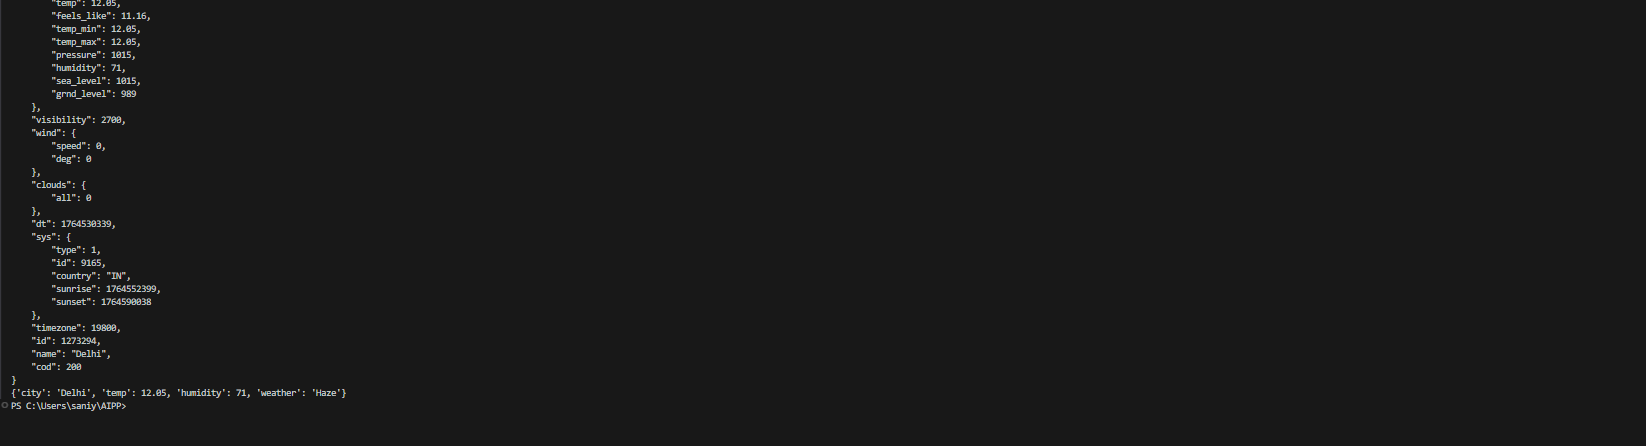 "temp": 12.05,
"feels_like": 11.16,
"temp_min": 12.05,
"temp_max": 12.05,
"pressure": 1015,
"humidity": 71,
"sea_level": 1015,
"grnd_level": 989
},
"visibility": 2700,
"wind": {
"speed": 0,
"deg": 0
},
"clouds": {
"all": 0
},
"dt": 1764530339,
"sys": {
"type": 1,
"id": 9165,
"country": "IN",
"sunrise": 1764552399,
"sunset": 1764590038
},
"timezone": 19800,
"id": 1273294,
"name": "Delhi",
"cod": 200
}
{'city': 'Delhi', 'temp': 12.05, 'humidity': 71, 'weather': 'Haze'}
PS C:\Users\saniy\AIPP>